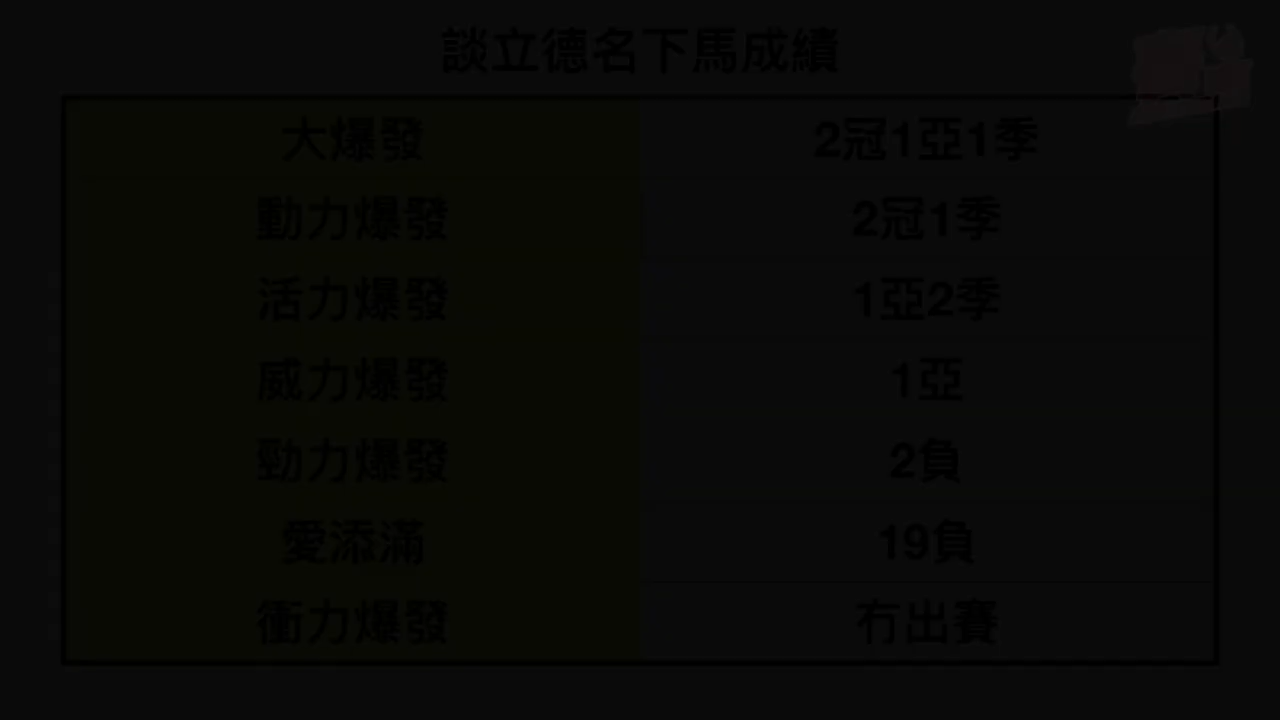 談立德名下馬成績
大爆發 2冠1亞1季
動力爆發 2冠1季
活力爆發 1亞2季
威力爆發 1亞
勁力爆發 2負
愛添滿 19負
衝力爆發 冇出賽